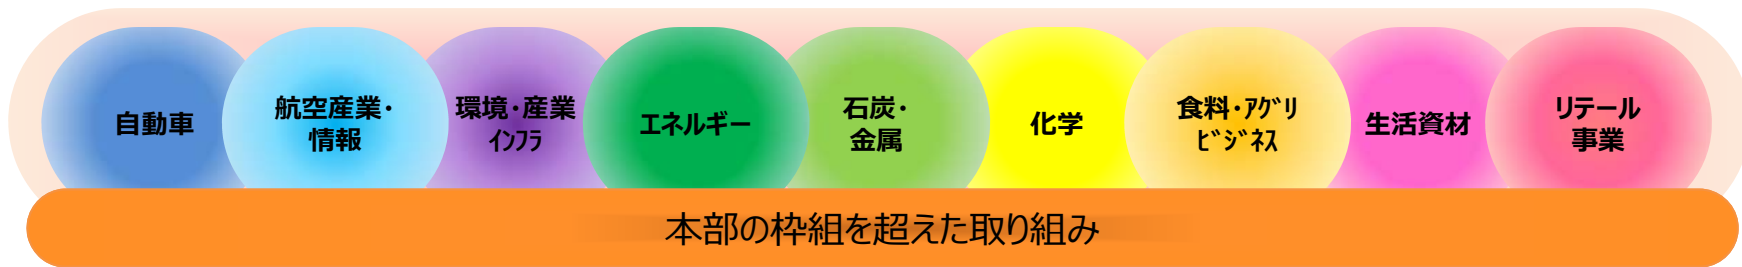 自動車
航空産業・
情報
環境・産業
ｲﾝﾌﾗ
エネルギー
石炭・
金属
化学
食料・ｱｸﾞﾘ
ﾋﾞｼﾞﾈｽ
生活資材
リテール
事業
本部の枠組を超えた取り組み